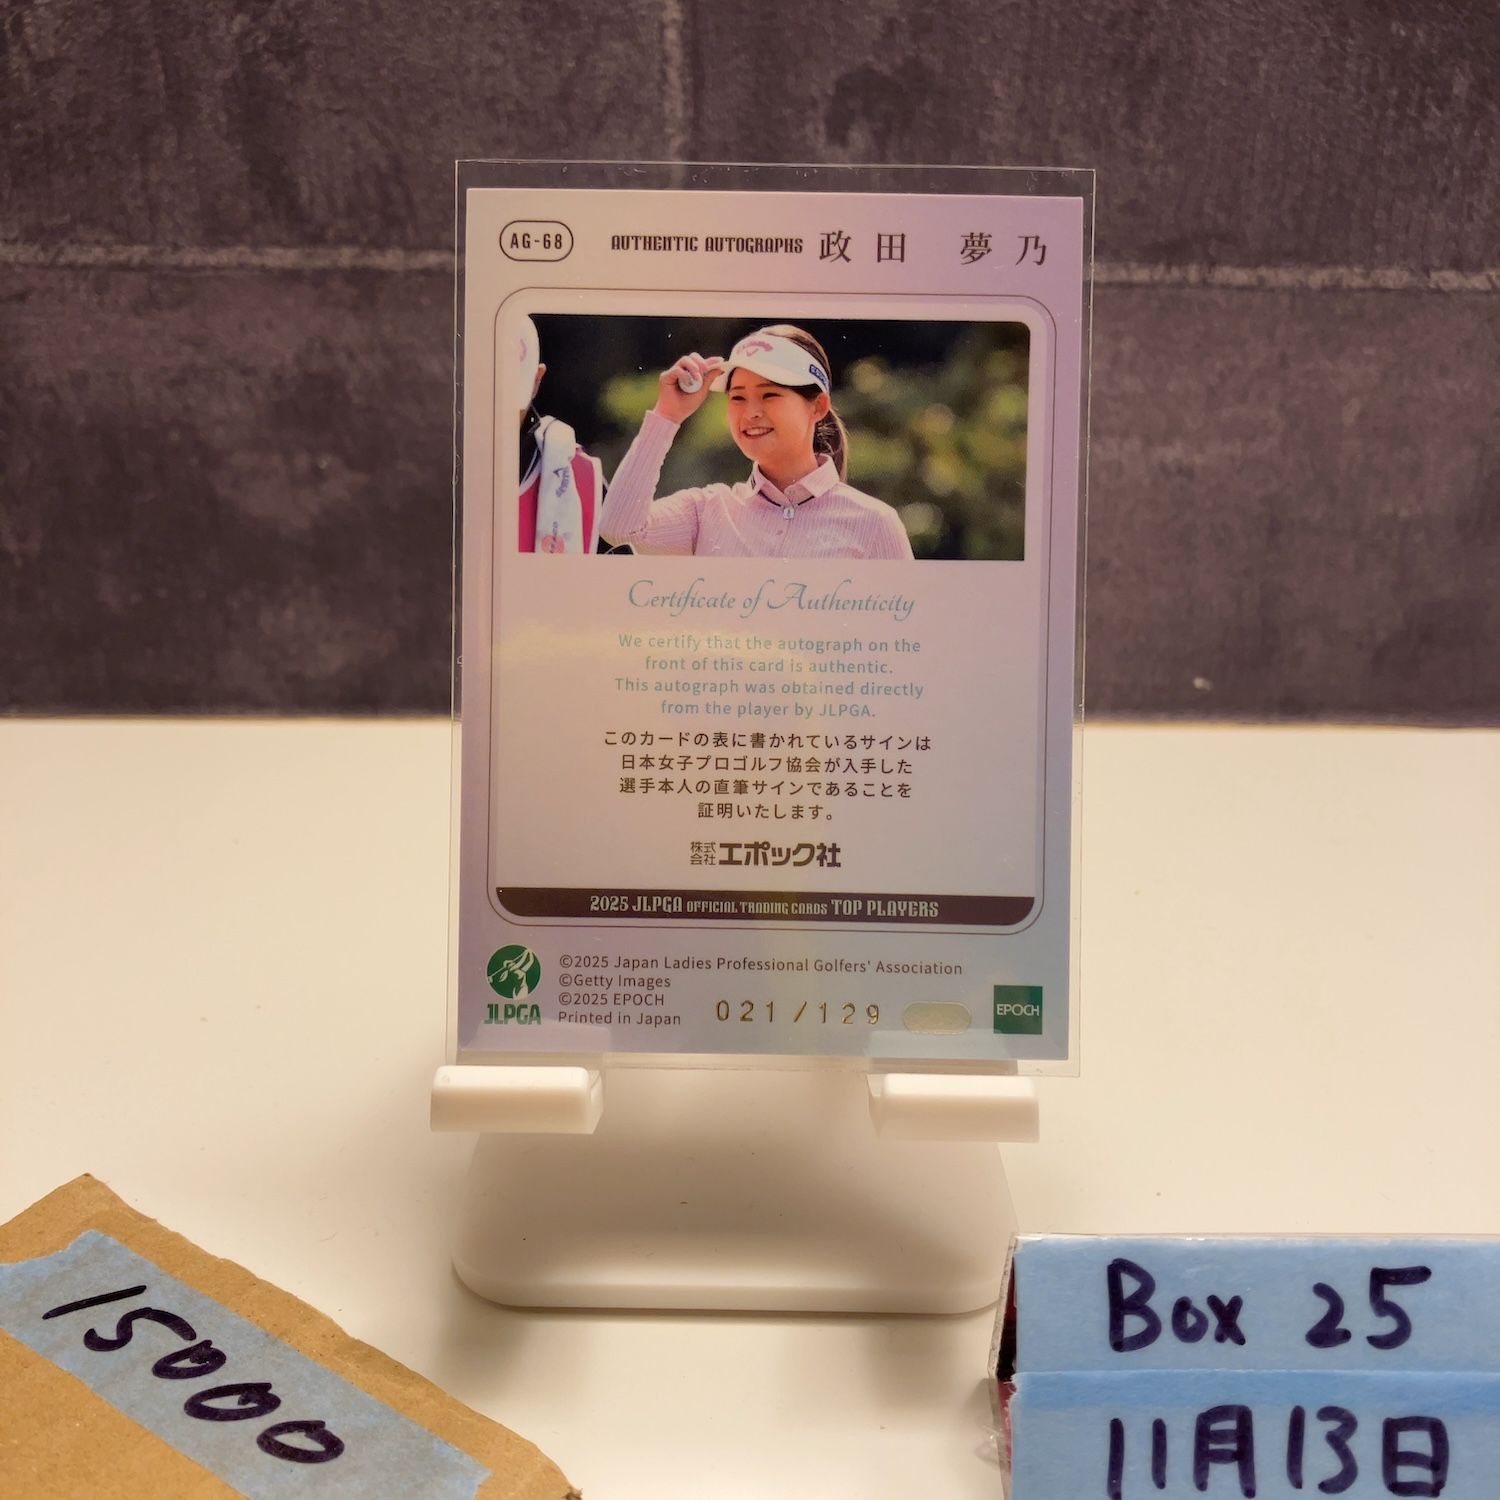 AG-68 AUTHENTIC AUTOGRAPHS 政田 夢乃
Certificate of Authenticity
We certify that the autograph on the
front of this card is authentic.
This autograph was obtained directly
from the player by JLPGA.
このカードの表に書かれているサインは
日本女子プロゴルフ協会が入手した
選手本人の直筆サインであることを
証明いたします。
株式会社エポック社
2025 JLPGA OFFICIAL TRADING CARDS TOP PLAYERS
©2025 Japan Ladies Professional Golfers' Association
©Getty Images
©2025 EPOCH
Printed in Japan
021/129
JLPGA
EPOCH
15000
Box 25
11月13日